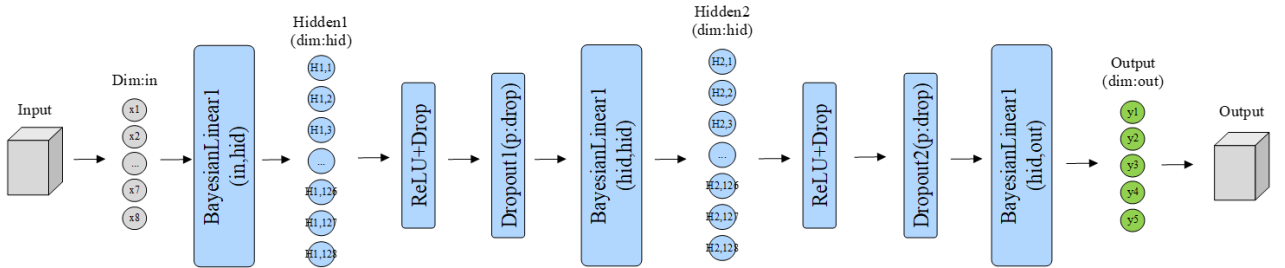 Input
Dim:in
x1
x2
...
x7
x8
BayesianLinear1
(in,hid)
Hidden1
(dim:hid)
H1,1
H1,2
H1,3
...
H1,126
H1,127
H1,128
ReLU+Drop
Dropout1(p:drop)
BayesianLinear1
(hid,hid)
Hidden2
(dim:hid)
H2,1
H2,2
H2,3
...
H2,126
H2,127
H2,128
ReLU+Drop
Dropout2(p:drop)
BayesianLinear1
(hid,out)
Output
(dim:out)
y1
y2
y3
y4
y5
Output